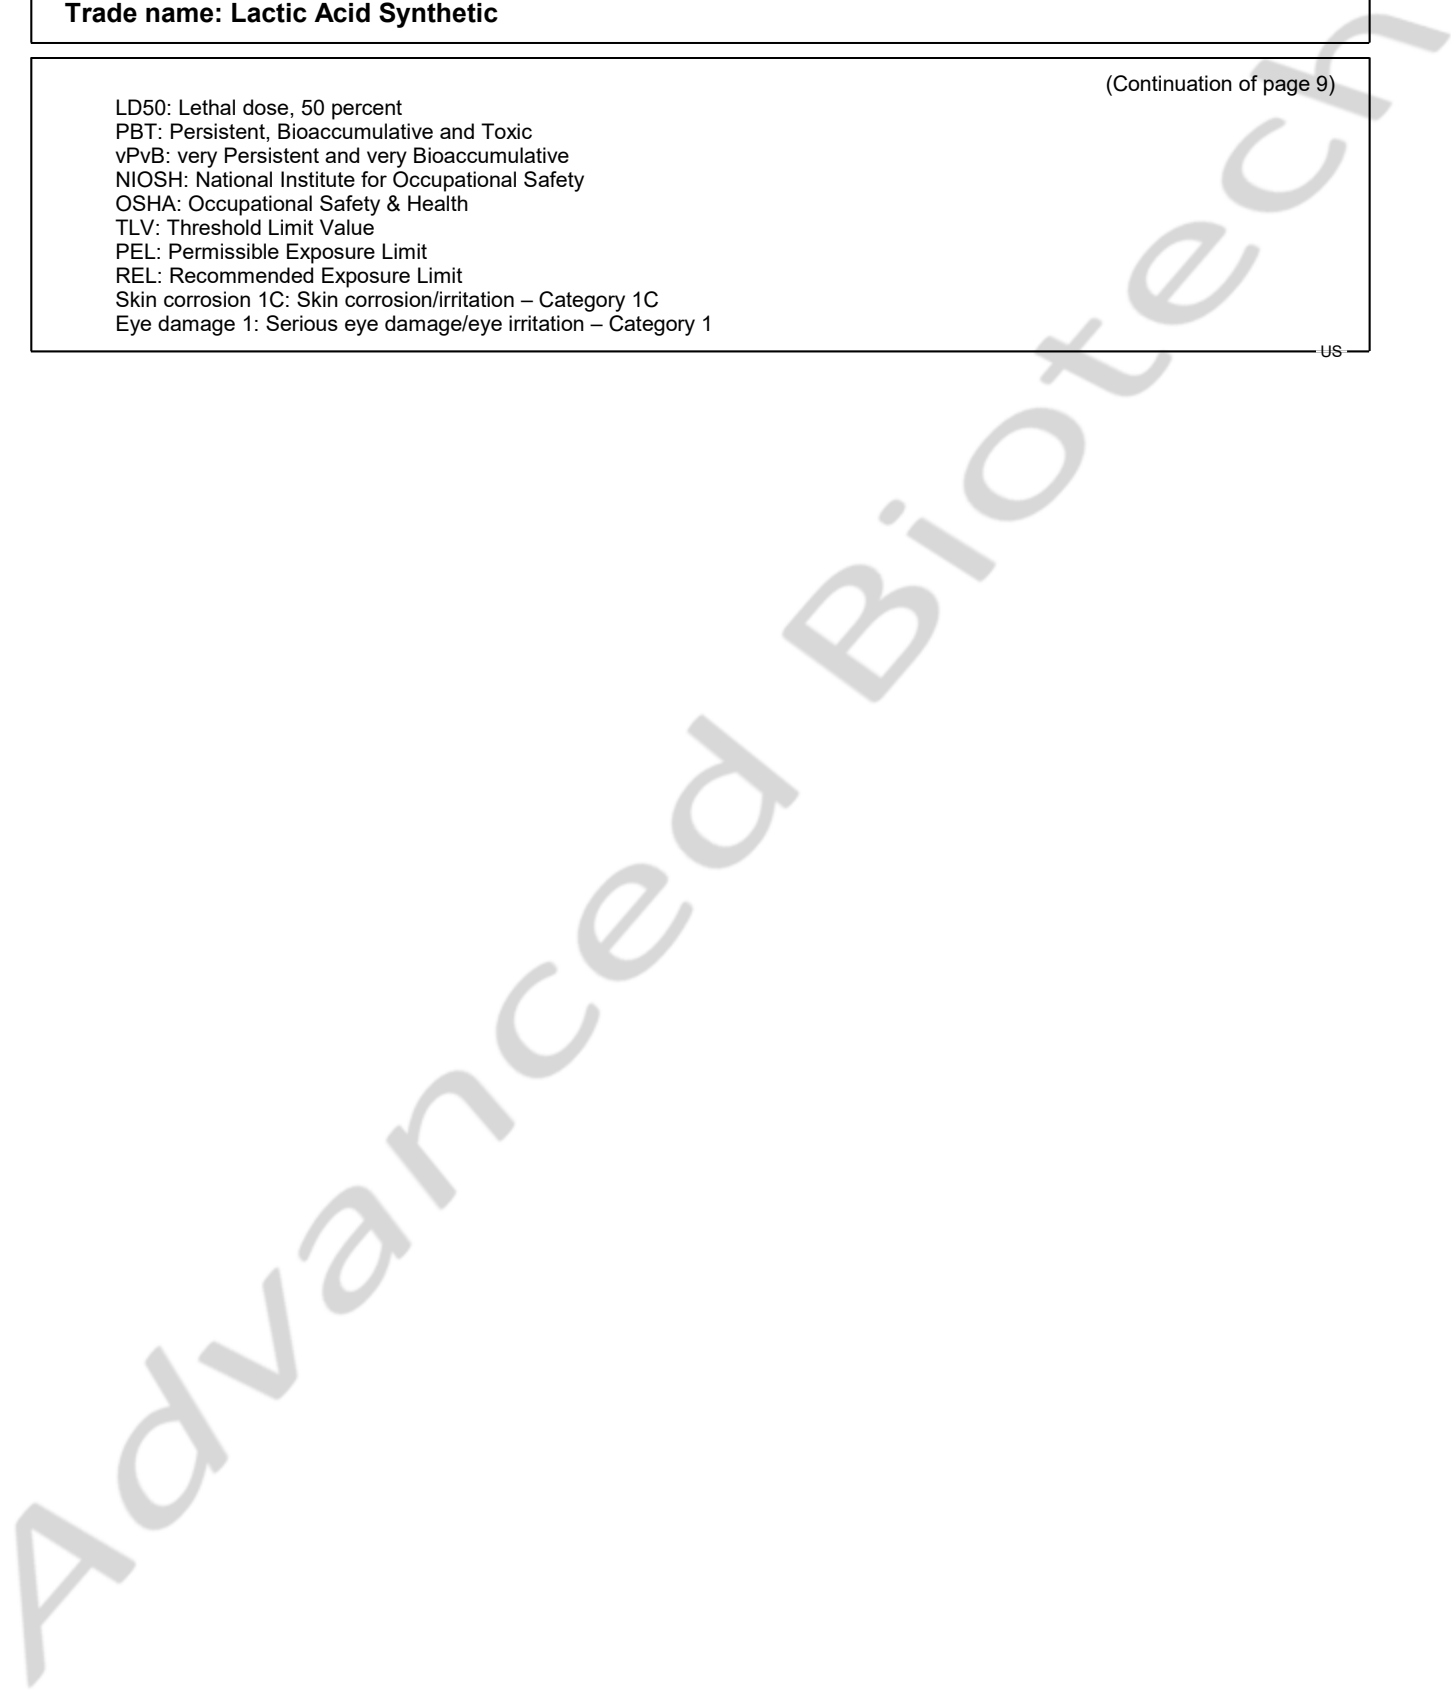 Trade name: Lactic Acid Synthetic
(Continuation of page 9)
LD50: Lethal dose, 50 percent
PBT: Persistent, Bioaccumulative and Toxic
vPvB: very Persistent and very Bioaccumulative
NIOSH: National Institute for Occupational Safety
OSHA: Occupational Safety & Health
TLV: Threshold Limit Value
PEL: Permissible Exposure Limit
REL: Recommended Exposure Limit
Skin corrosion 1C: Skin corrosion/irritation – Category 1C
Eye damage 1: Serious eye damage/eye irritation – Category 1
US
Advanced Biotech